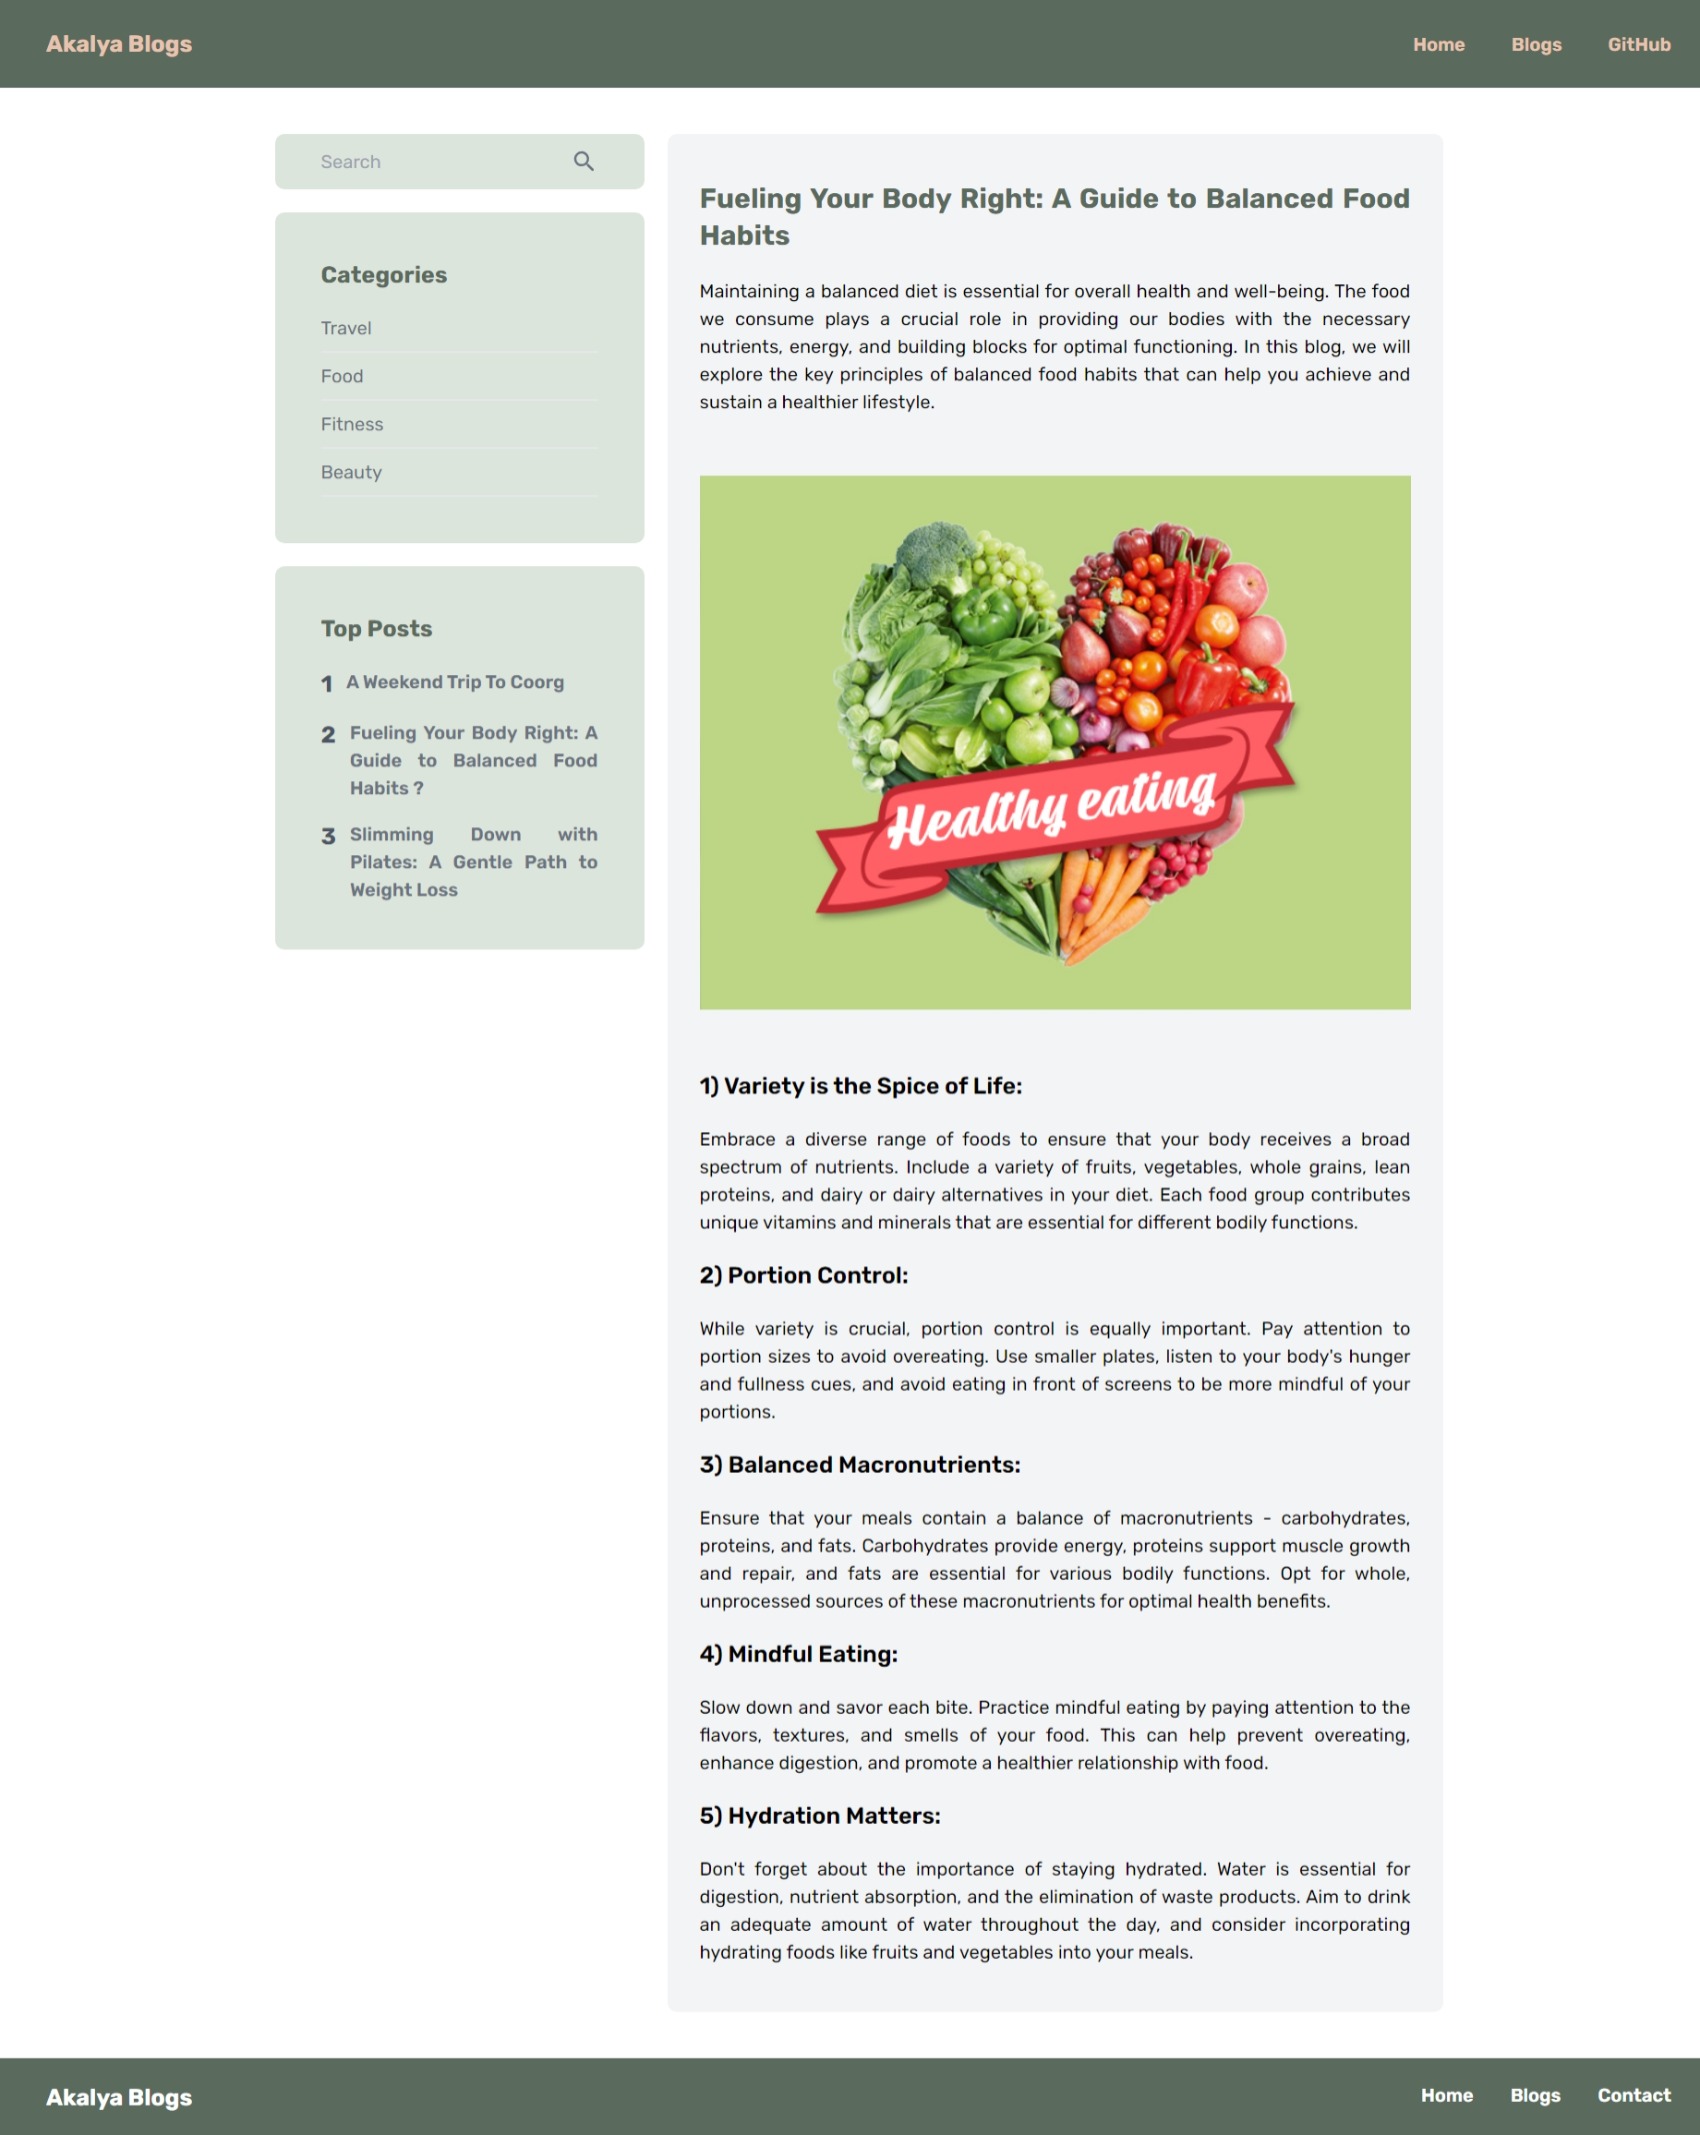 Akalya Blogs
Home Blogs GitHub
Search
Categories
Travel
Food
Fitness
Beauty
Top Posts
1 A Weekend Trip To Coorg
2 Fueling Your Body Right: A
Guide to Balanced Food
Habits ?
3 Slimming Down with
Pilates: A Gentle Path to
Weight Loss
Fueling Your Body Right: A Guide to Balanced Food
Habits
Maintaining a balanced diet is essential for overall health and well-being. The food
we consume plays a crucial role in providing our bodies with the necessary
nutrients, energy, and building blocks for optimal functioning. In this blog, we will
explore the key principles of balanced food habits that can help you achieve and
sustain a healthier lifestyle.
Healthy eating
1) Variety is the Spice of Life:
Embrace a diverse range of foods to ensure that your body receives a broad
spectrum of nutrients. Include a variety of fruits, vegetables, whole grains, lean
proteins, and dairy or dairy alternatives in your diet. Each food group contributes
unique vitamins and minerals that are essential for different bodily functions.
2) Portion Control:
While variety is crucial, portion control is equally important. Pay attention to
portion sizes to avoid overeating. Use smaller plates, listen to your body's hunger
and fullness cues, and avoid eating in front of screens to be more mindful of your
portions.
3) Balanced Macronutrients:
Ensure that your meals contain a balance of macronutrients - carbohydrates,
proteins, and fats. Carbohydrates provide energy, proteins support muscle growth
and repair, and fats are essential for various bodily functions. Opt for whole,
unprocessed sources of these macronutrients for optimal health benefits.
4) Mindful Eating:
Slow down and savor each bite. Practice mindful eating by paying attention to the
flavors, textures, and smells of your food. This can help prevent overeating,
enhance digestion, and promote a healthier relationship with food.
5) Hydration Matters:
Don't forget about the importance of staying hydrated. Water is essential for
digestion, nutrient absorption, and the elimination of waste products. Aim to drink
an adequate amount of water throughout the day, and consider incorporating
hydrating foods like fruits and vegetables into your meals.
Akalya Blogs
Home Blogs Contact